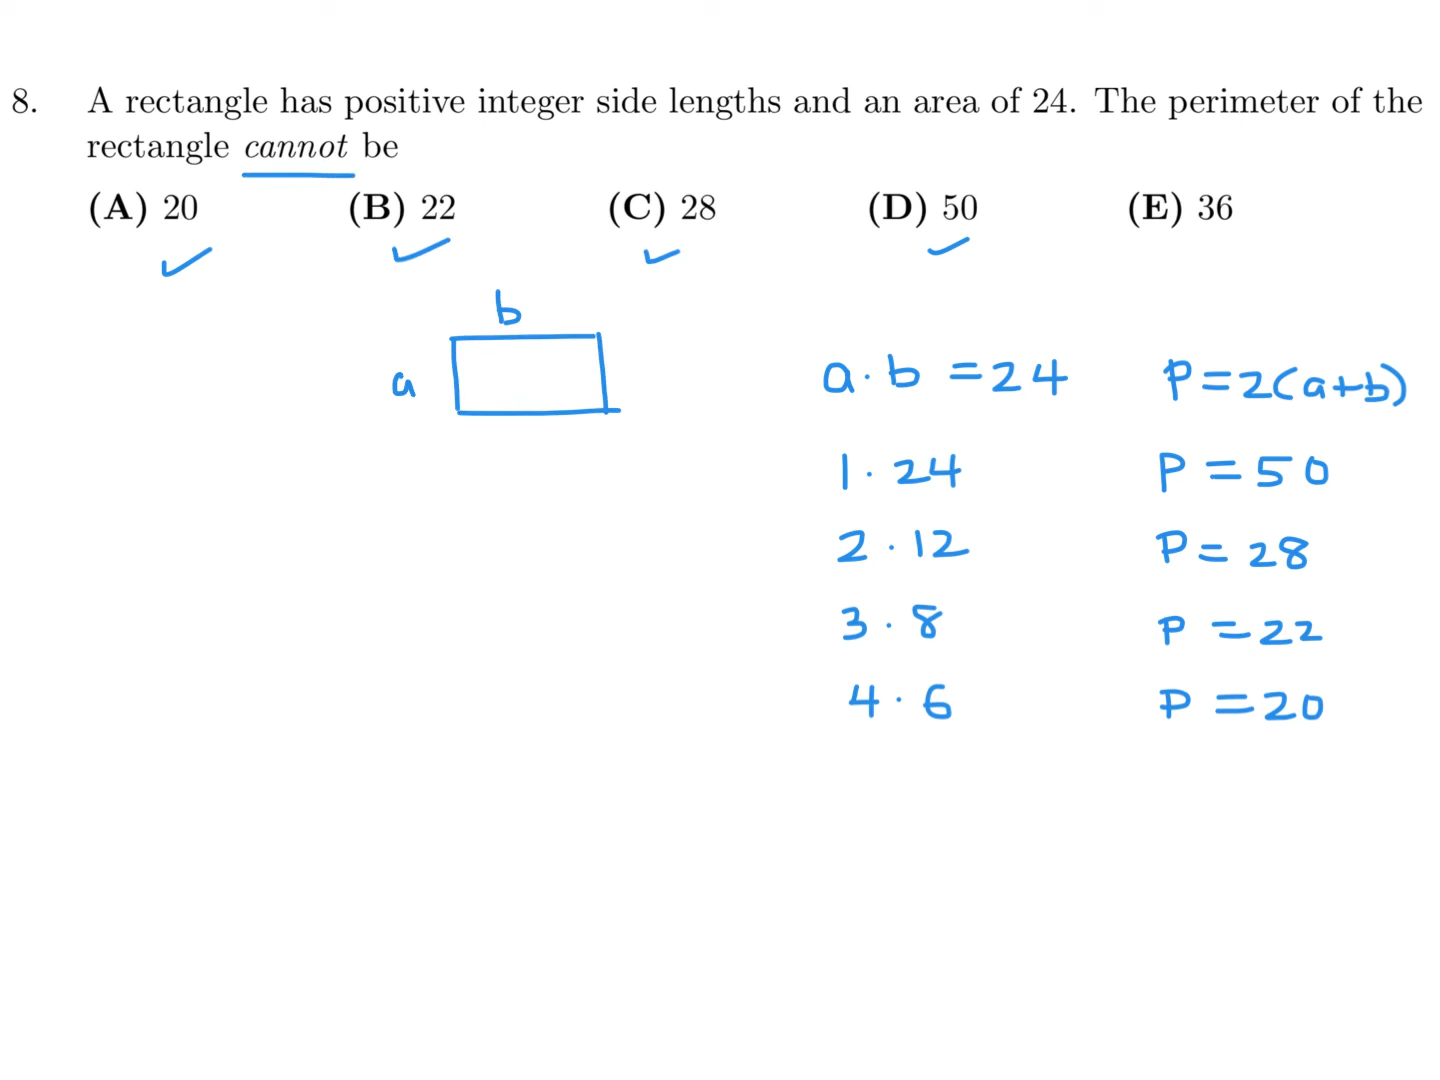 8. A rectangle has positive integer side lengths and an area of 24. The perimeter of the
rectangle cannot be
(A) 20 (B) 22 (C) 28 (D) 50 (E) 36
b
a
a · b = 24 P = 2(a+b)
1 · 24 P = 50
2 · 12 P = 28
3 · 8 P = 22
4 · 6 P = 20